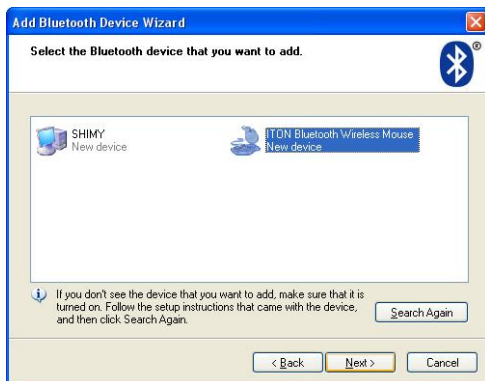 Add Bluetooth Device Wizard
Select the Bluetooth device that you want to add.
®
SHIMY
New device
ITON Bluetooth Wireless Mouse
New device
If you don't see the device that you want to add, make sure that it is
turned on. Follow the setup instructions that came with the device,
and then click Search Again.
Search Again
< Back
Next >
Cancel